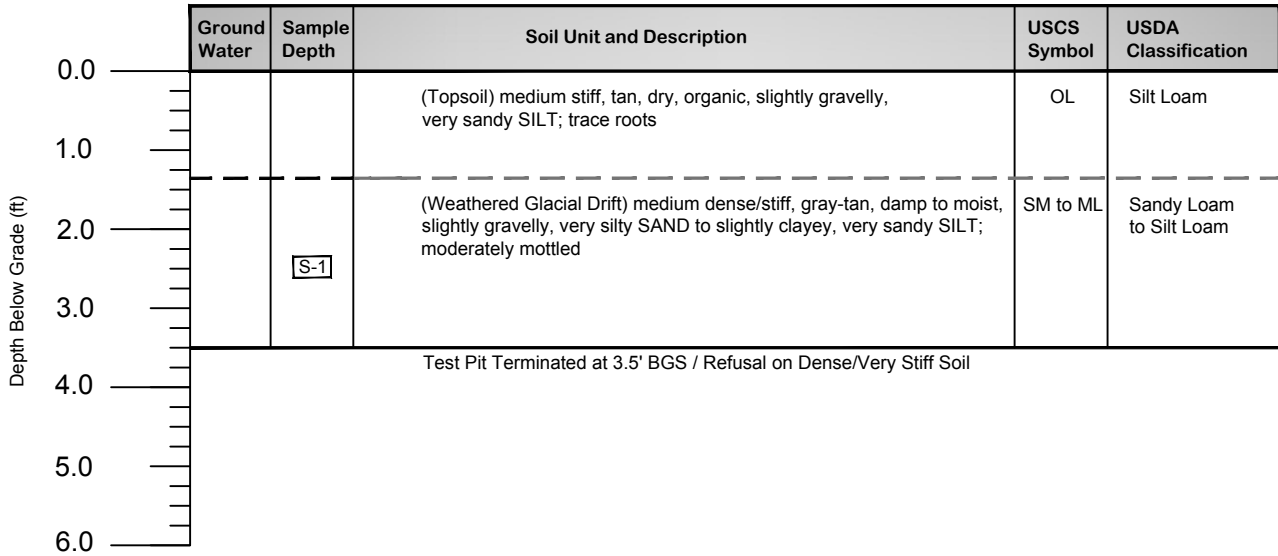 Ground Water
Sample Depth
Soil Unit and Description
USCS Symbol
USDA Classification
Depth Below Grade (ft)
0.0
(Topsoil) medium stiff, tan, dry, organic, slightly gravelly,
very sandy SILT; trace roots
OL
Silt Loam
1.0
(Weathered Glacial Drift) medium dense/stiff, gray-tan, damp to moist,
slightly gravelly, very silty SAND to slightly clayey, very sandy SILT;
moderately mottled
SM to ML
Sandy Loam
to Silt Loam
2.0
S-1
3.0
Test Pit Terminated at 3.5' BGS / Refusal on Dense/Very Stiff Soil
4.0
5.0
6.0